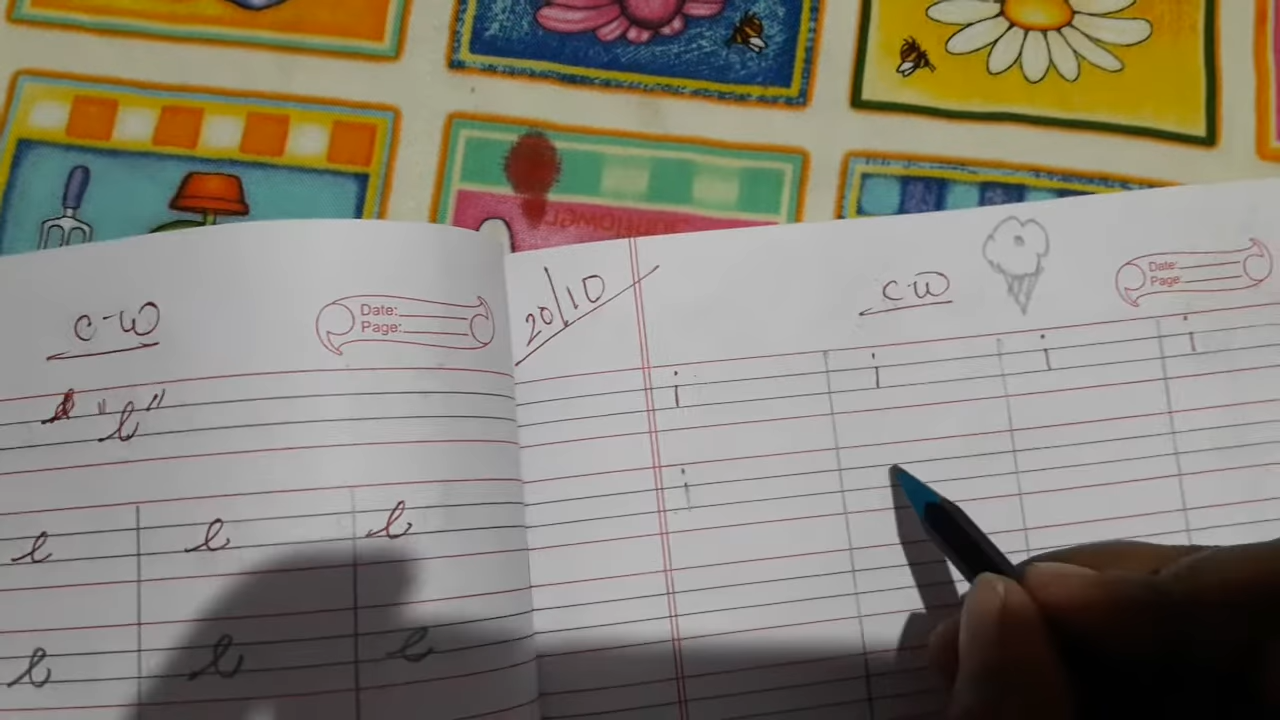 C-W
Date:
Page:
"l"
l l l
l l l
20/10
C-W
Date:
Page:
i i i i
i